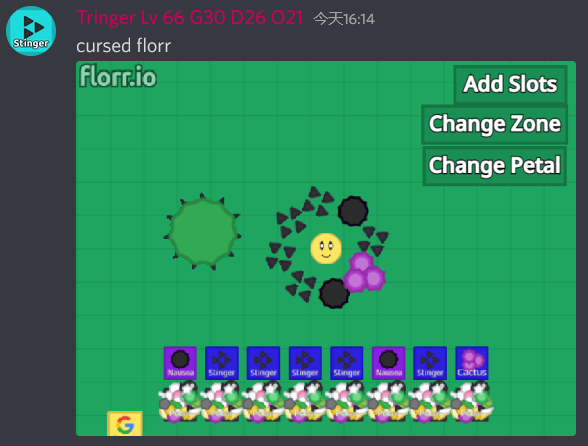 Tringer Lv 66 G30 D26 O21 今天16:14
Stinger
cursed florr
florr.io
Add Slots
Change Zone
Change Petal
Nausea Stinger Stinger Stinger Stinger Nausea Stinger Cactus
G